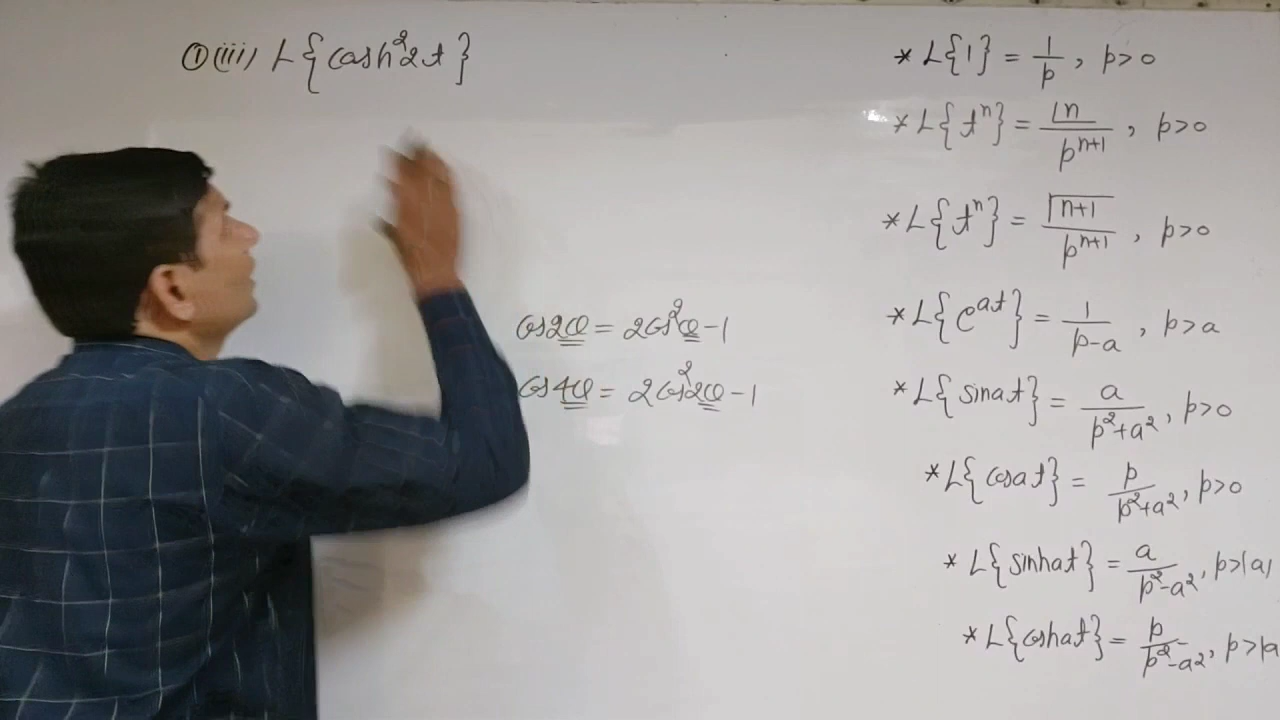 ①(iii) L{cosh²2t}
cos2θ = 2cos²θ-1
cos4θ = 2cos²2θ-1
* L{1} = 1/p, p>0
* L{tⁿ} = |n̲/pⁿ⁺¹, p>0
* L{tⁿ} = Γn+1/pⁿ⁺¹, p>0
* L{eᵃᵗ} = 1/p-a, p>a
* L{sinat} = a/p²+a², p>0
* L{cosat} = p/p²+a², p>0
* L{sinhat} = a/p²-a², p>|a|
* L{coshat} = p/p²-a², p>|a